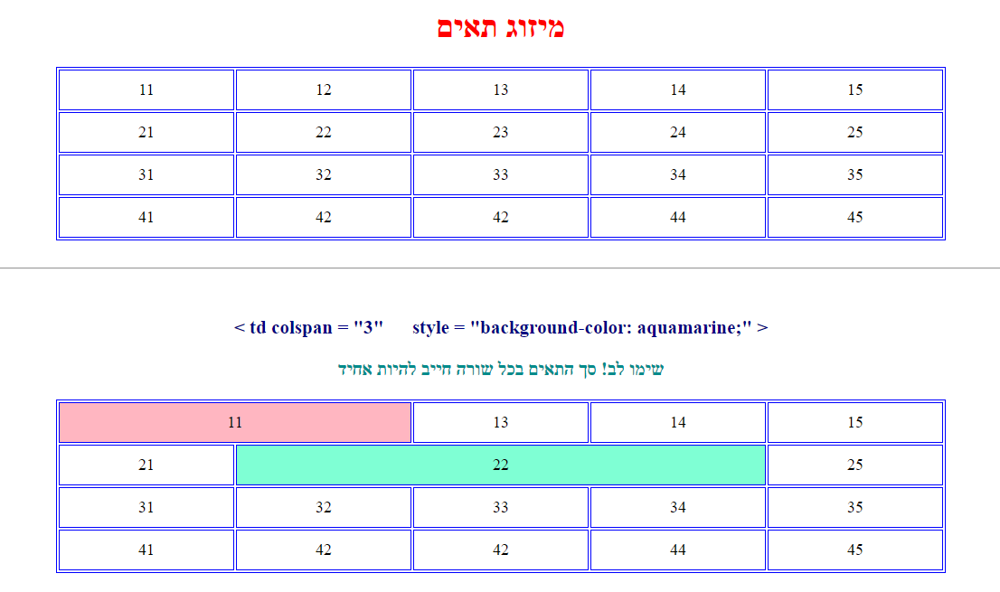 מיזוג תאים
11 12 13 14 15
21 22 23 24 25
31 32 33 34 35
41 42 42 44 45
< td colspan = "3" style = "background-color: aquamarine;" >
שימו לב! סך התאים בכל שורה חייב להיות אחיד
11 13 14 15
21 22 25
31 32 33 34 35
41 42 42 44 45